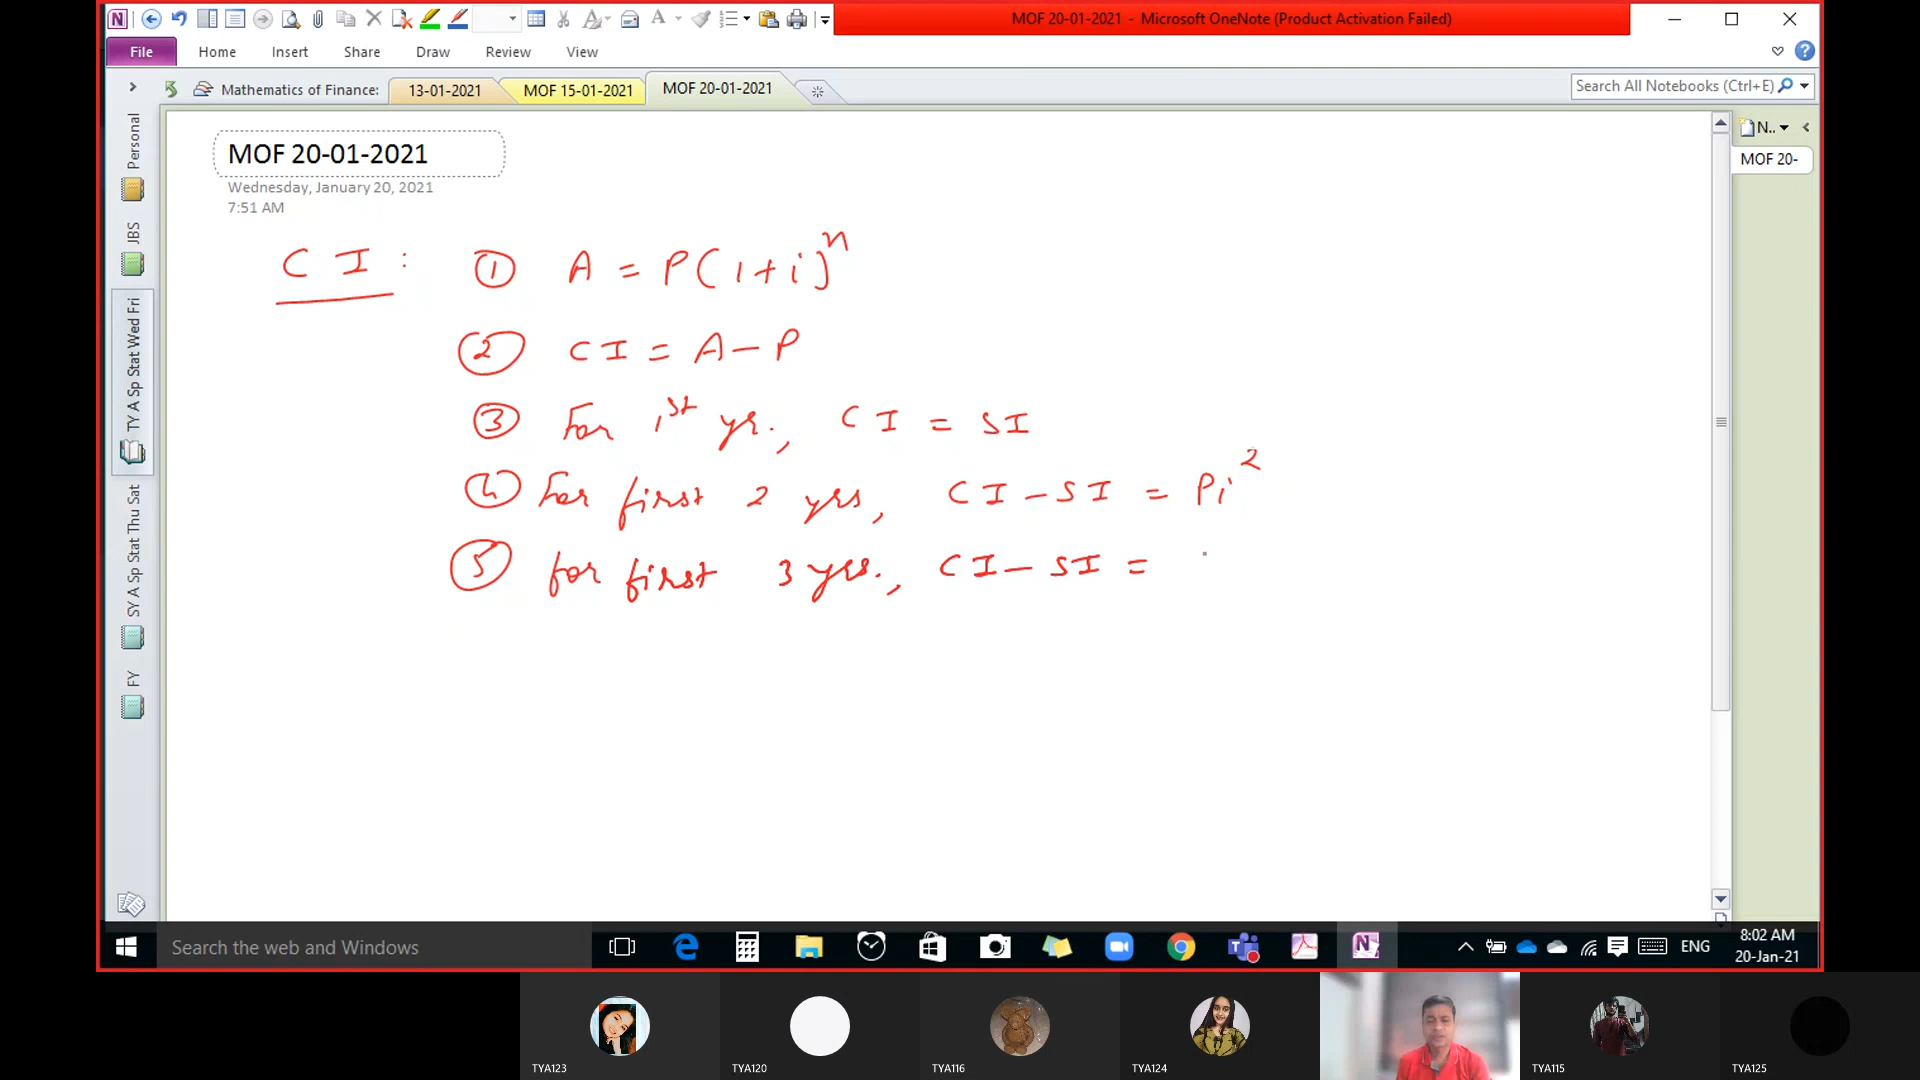 MOF 20-01-2021 - Microsoft OneNote (Product Activation Failed)
File Home Insert Share Draw Review View
Mathematics of Finance: 13-01-2021 MOF 15-01-2021 MOF 20-01-2021 Search All Notebooks (Ctrl+E)
N..
MOF 20-
Personal
JBS
TY A Sp Stat Wed Fri
SY A Sp Stat Thu Sat
FY
MOF 20-01-2021
Wednesday, January 20, 2021
7:51 AM
C I : ① A = P(1+i)^n
② CI = A - P
③ For 1st yr., CI = SI
④ For first 2 yrs, CI - SI = Pi²
⑤ for first 3 yrs., CI - SI =
Search the web and Windows
ENG
8:02 AM
20-Jan-21
TYA123 TYA120 TYA116 TYA124 TYA115 TYA125